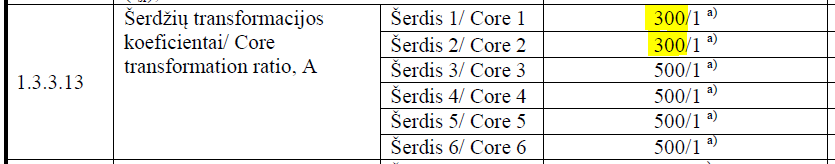 1.3.3.13
Šerdžių transformacijos
koeficientai/ Core
transformation ratio, A
Šerdis 1/ Core 1 300/1 a)
Šerdis 2/ Core 2 300/1 a)
Šerdis 3/ Core 3 500/1 a)
Šerdis 4/ Core 4 500/1 a)
Šerdis 5/ Core 5 500/1 a)
Šerdis 6/ Core 6 500/1 a)